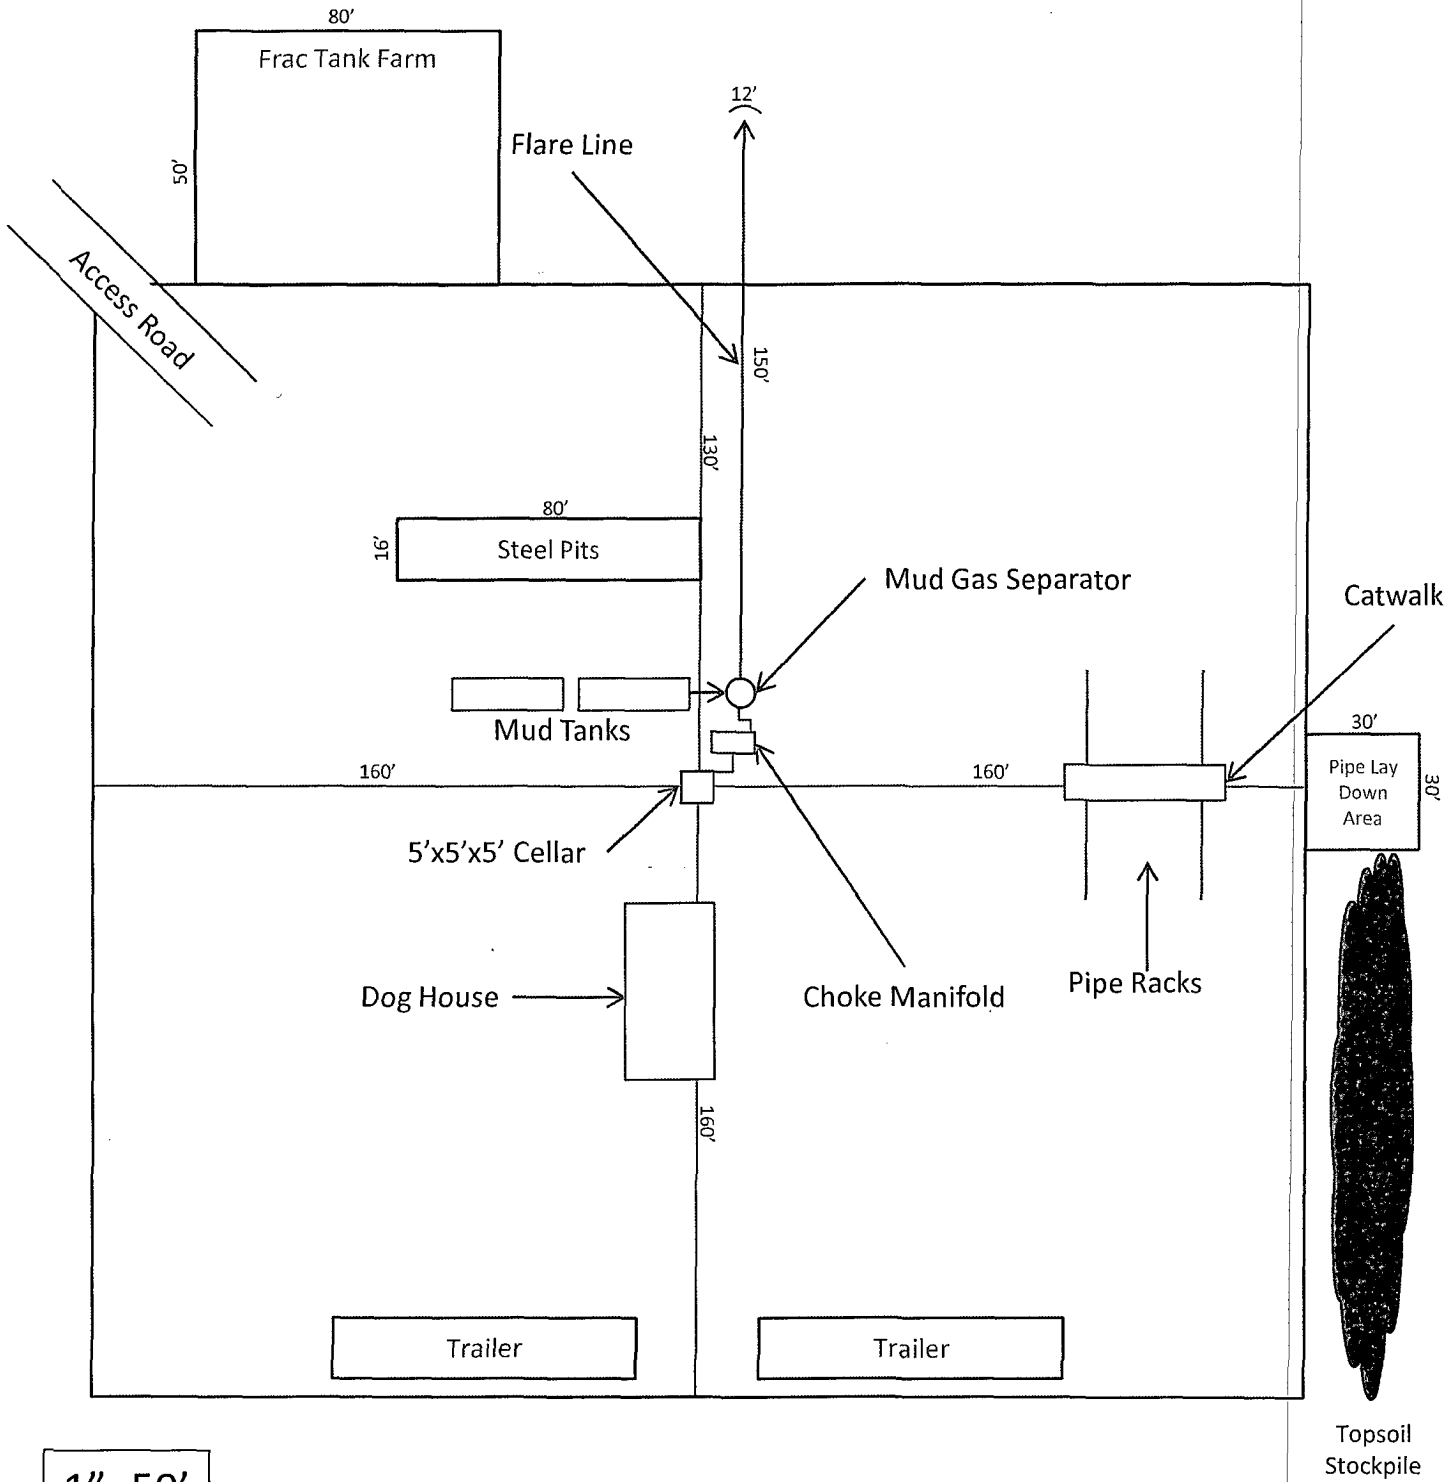 80’
Frac Tank Farm
12’
Flare Line
50’
Access Road
150’
130’
80’
16’
Steel Pits
Mud Gas Separator
Catwalk
Mud Tanks
30’
160’
160’
Pipe Lay
Down
Area
30’
5’x5’x5’ Cellar
Dog House
Choke Manifold
Pipe Racks
160’
Trailer
Trailer
Topsoil
Stockpile